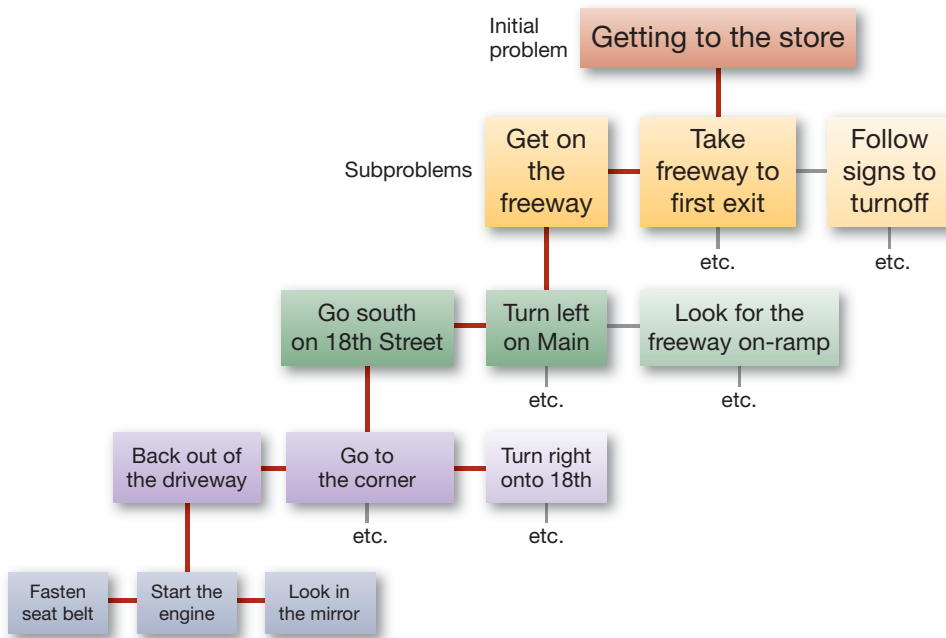 Initial
problem
Getting to the store
Subproblems
Get on
the
freeway
Take
freeway to
first exit
Follow
signs to
turnoff
etc.
etc.
Go south
on 18th Street
Turn left
on Main
Look for the
freeway on-ramp
etc.
etc.
Back out of
the driveway
Go to
the corner
Turn right
onto 18th
etc.
etc.
Fasten
seat belt
Start the
engine
Look in
the mirror